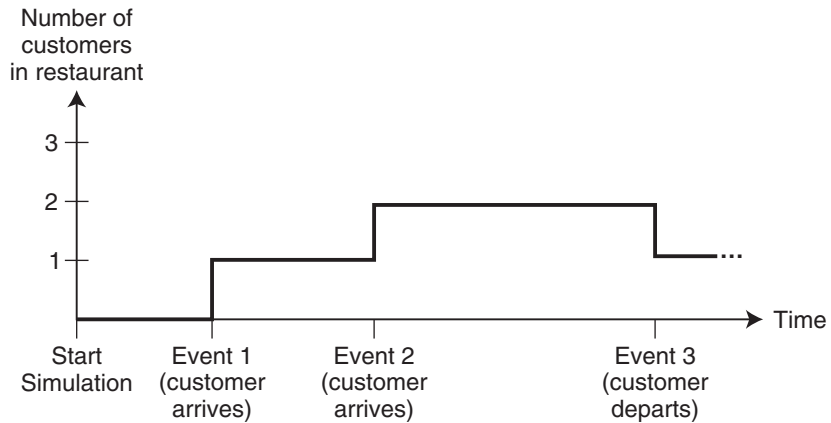 Number of
customers
in restaurant
3
2
1
Time
Start
Simulation
Event 1
(customer
arrives)
Event 2
(customer
arrives)
Event 3
(customer
departs)